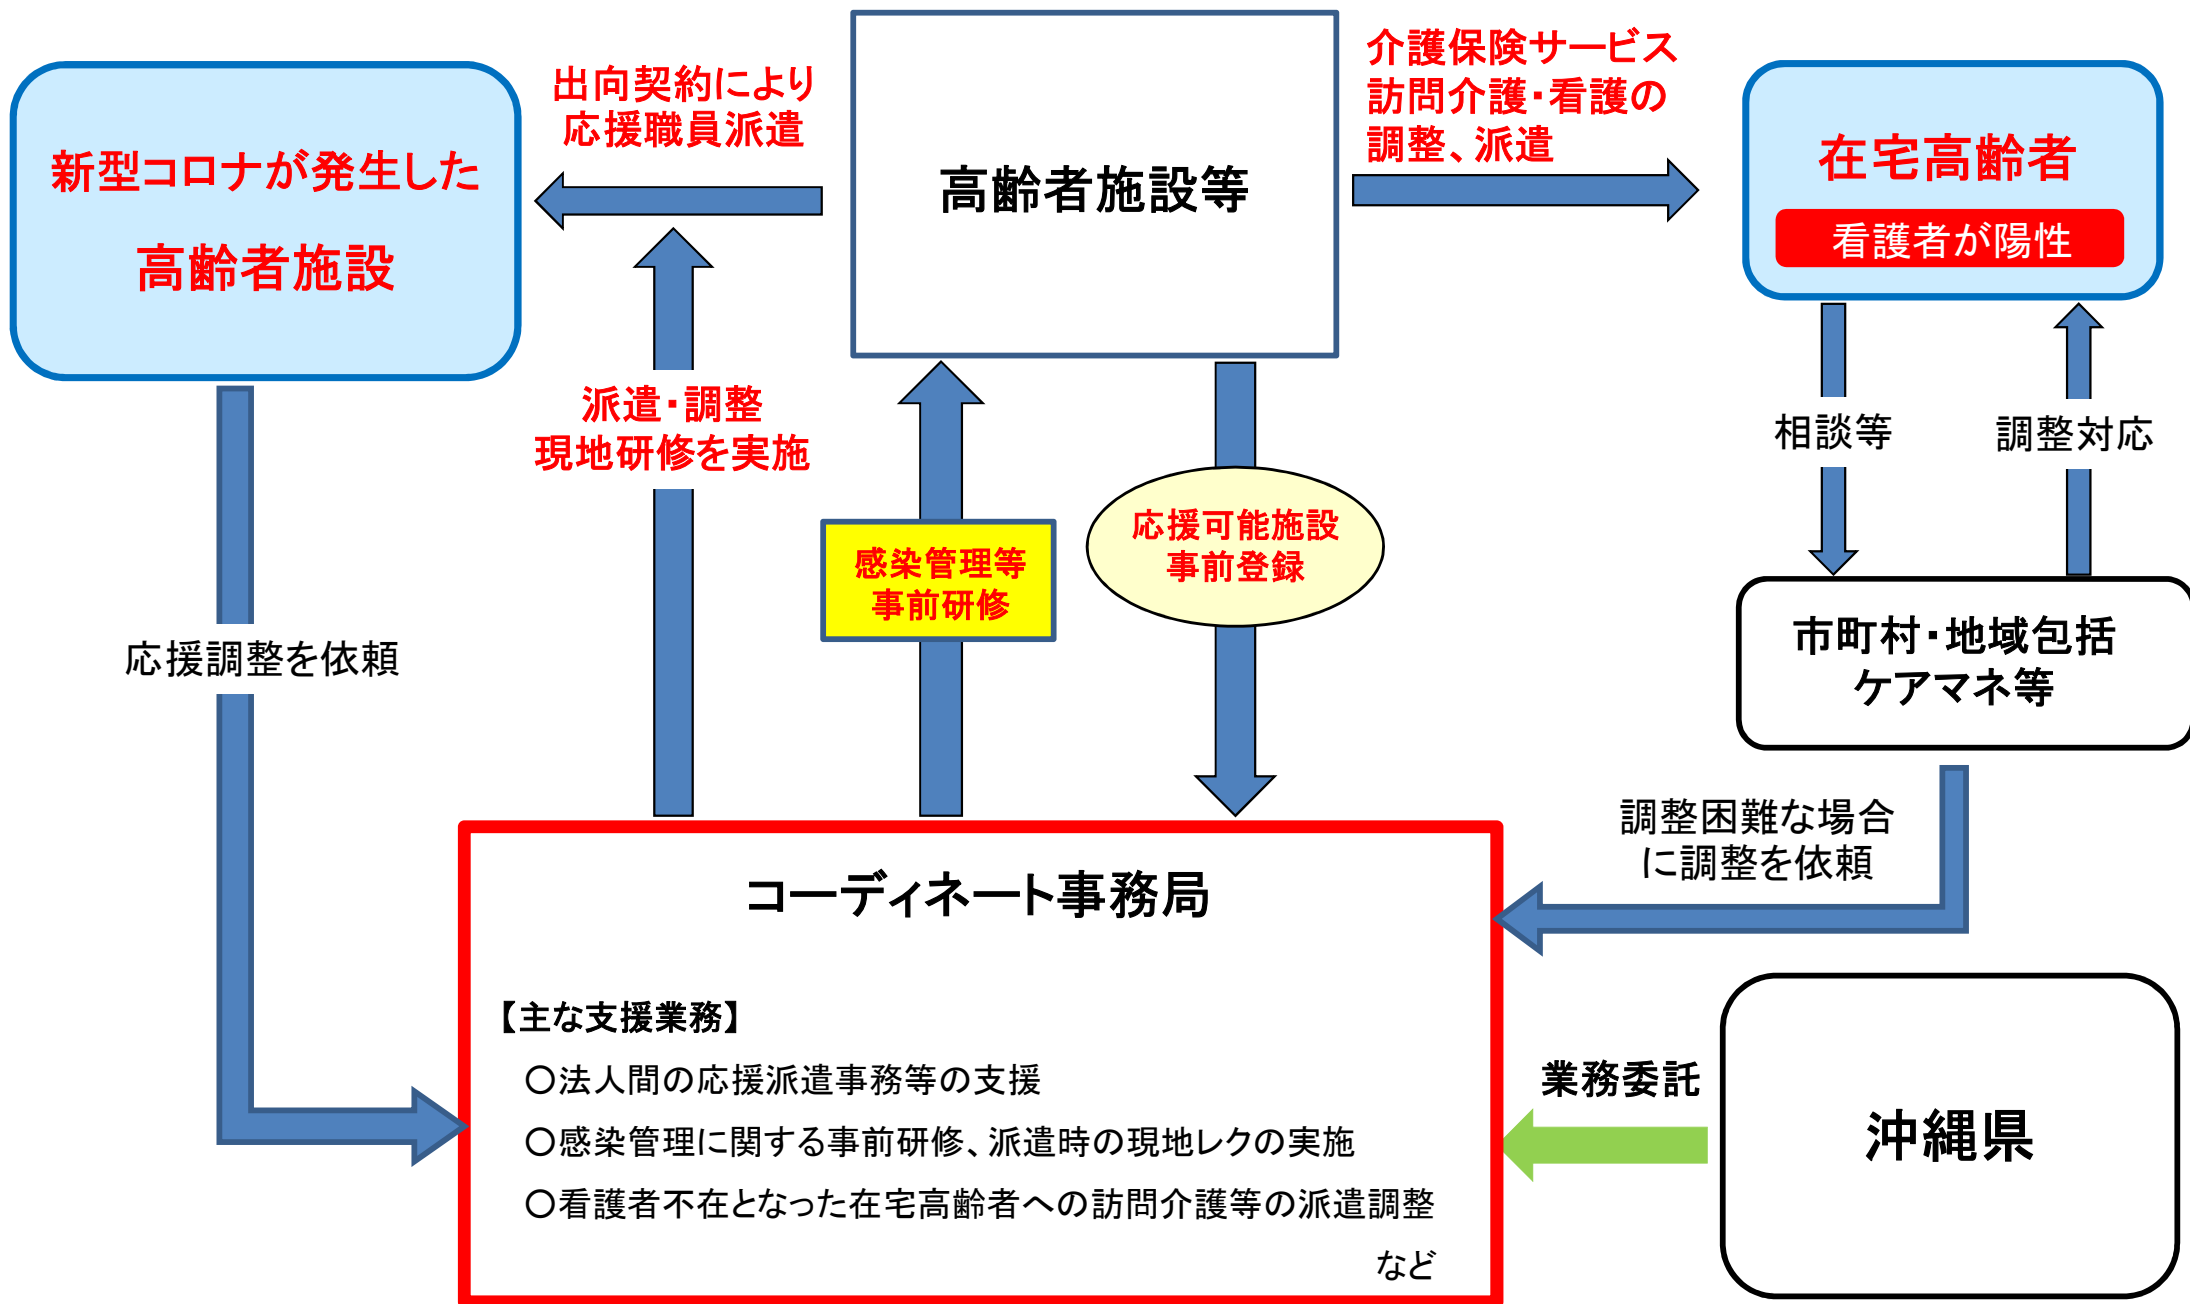 新型コロナが発生した
高齢者施設
出向契約により
応援職員派遣
高齢者施設等
介護保険サービス
訪問介護・看護の
調整、派遣
在宅高齢者
看護者が陽性
派遣・調整
現地研修を実施
感染管理等
事前研修
応援可能施設
事前登録
相談等
調整対応
市町村・地域包括
ケアマネ等
応援調整を依頼
調整困難な場合
に調整を依頼
コーディネート事務局
【主な支援業務】
○法人間の応援派遣事務等の支援
○感染管理に関する事前研修、派遣時の現地レクの実施
○看護者不在となった在宅高齢者への訪問介護等の派遣調整
など
業務委託
沖縄県